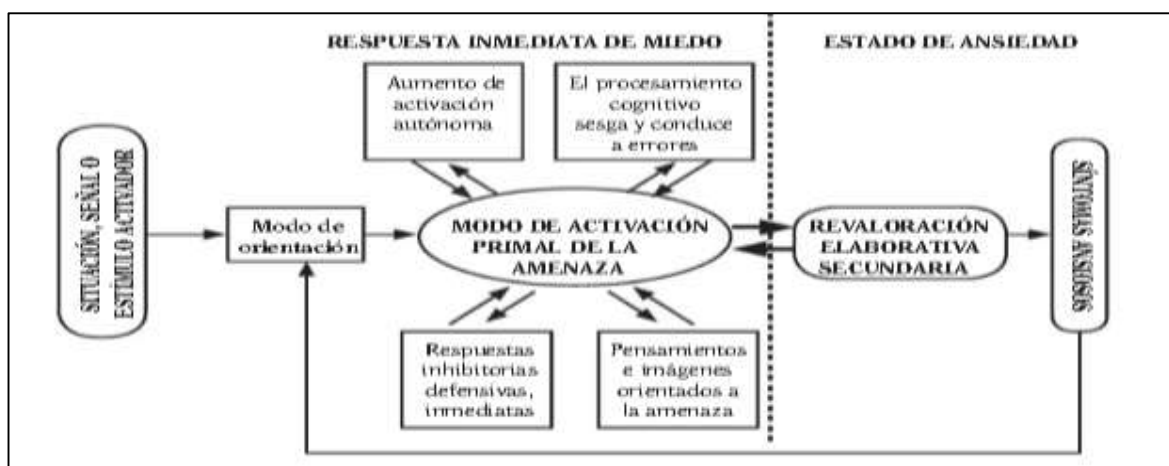 RESPUESTA INMEDIATA DE MIEDO
ESTADO DE ANSIEDAD
SITUACIÓN, SEÑAL O
ESTÍMULO ACTIVADOR
Modo de
orientación
Aumento de
activación
autónoma
El procesamiento
cognitivo
sesga y conduce
a errores
MODO DE ACTIVACIÓN
PRIMAL DE LA
AMENAZA
Respuestas
inhibitorias
defensivas,
inmediatas
Pensamientos
e imágenes
orientados a
la amenaza
REVALORACIÓN
ELABORATIVA
SECUNDARIA
SÍNTOMAS ANSIOSOS